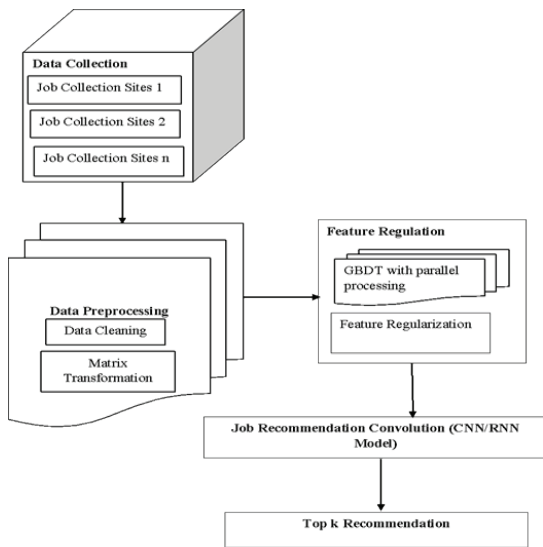 Data Collection
Job Collection Sites 1
Job Collection Sites 2
Job Collection Sites n
Data Preprocessing
Data Cleaning
Matrix
Transformation
Feature Regulation
GBDT with parallel
processing
Feature Regularization
Job Recommendation Convolution (CNN/RNN
Model)
Top k Recommendation